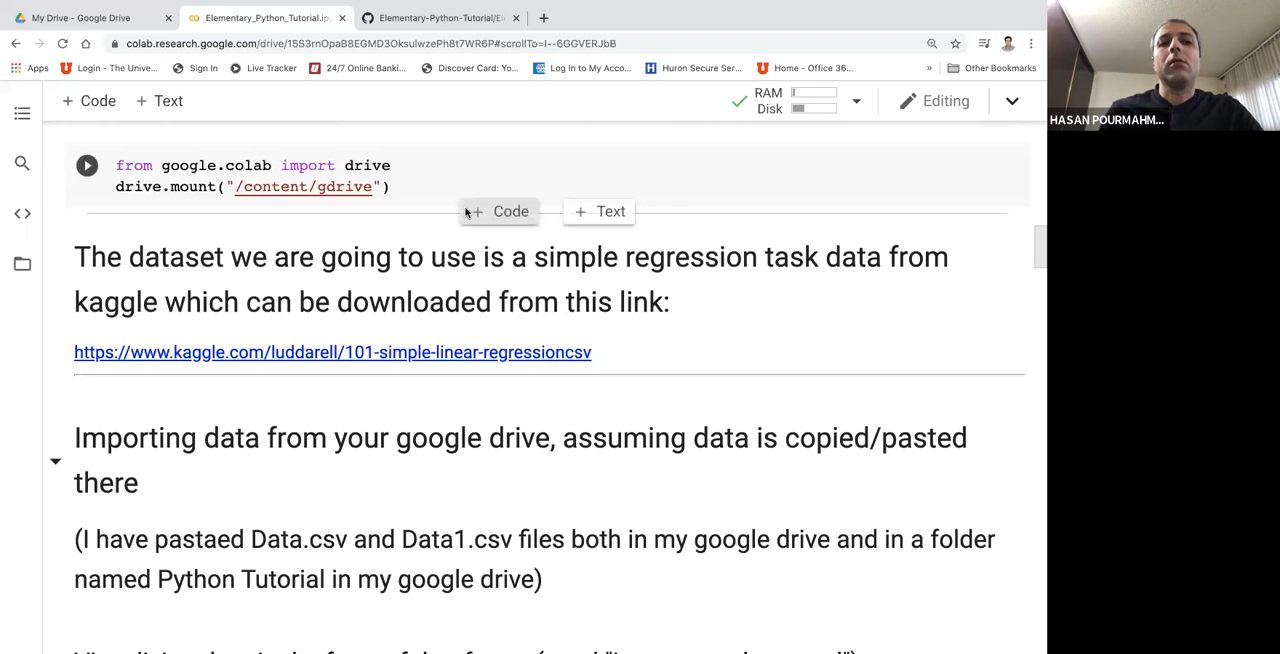 My Drive - Google Drive
Elementary_Python_Tutorial.ip
Elementary-Python-Tutorial/El
colab.research.google.com/drive/15S3rnOpaB8EGMD3OksulwzePh8t7WR6P#scrollTo=I--6GGVERJbB
Apps
Login - The Unive...
Sign In
Live Tracker
24/7 Online Banki...
Discover Card: Yo...
Log In to My Acco...
Huron Secure Ser...
Home - Office 36...
»
Other Bookmarks
HASAN POURMAHM...
+ Code + Text
RAM
Disk
Editing
from google.colab import drive
drive.mount("/content/gdrive")
+ Code + Text
The dataset we are going to use is a simple regression task data from
kaggle which can be downloaded from this link:
https://www.kaggle.com/luddarell/101-simple-linear-regressioncsv
Importing data from your google drive, assuming data is copied/pasted
there
(I have pastaed Data.csv and Data1.csv files both in my google drive and in a folder
named Python Tutorial in my google drive)